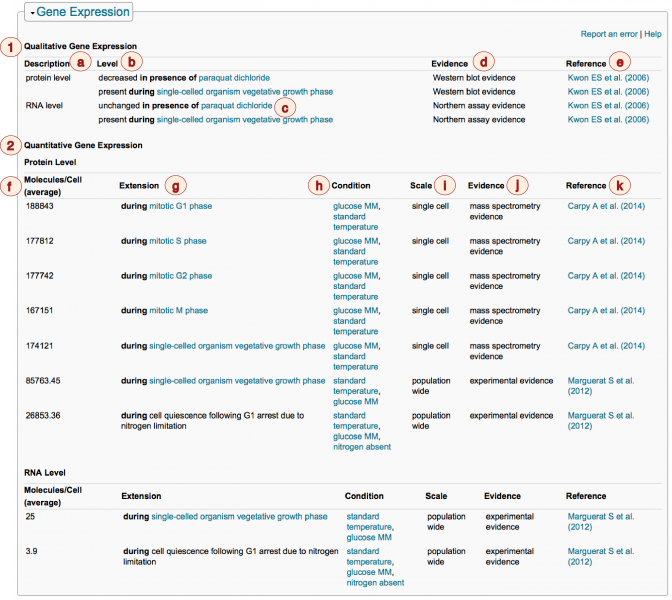 Gene Expression
Report an error | Help
1 Qualitative Gene Expression
Description a Level b Evidence d Reference e
protein level decreased in presence of paraquat dichloride Western blot evidence Kwon ES et al. (2006)
present during single-celled organism vegetative growth phase Western blot evidence Kwon ES et al. (2006)
RNA level unchanged in presence of paraquat dichloride c Northern assay evidence Kwon ES et al. (2006)
present during single-celled organism vegetative growth phase Northern assay evidence Kwon ES et al. (2006)
2 Quantitative Gene Expression
Protein Level
f Molecules/Cell
(average) Extension g h Condition Scale i Evidence j Reference k
188843 during mitotic G1 phase glucose MM, single cell mass spectrometry Carpy A et al. (2014)
standard evidence
temperature
177812 during mitotic S phase glucose MM, single cell mass spectrometry Carpy A et al. (2014)
standard evidence
temperature
177742 during mitotic G2 phase glucose MM, single cell mass spectrometry Carpy A et al. (2014)
standard evidence
temperature
167151 during mitotic M phase glucose MM, single cell mass spectrometry Carpy A et al. (2014)
standard evidence
temperature
174121 during single-celled organism vegetative growth phase glucose MM, single cell mass spectrometry Carpy A et al. (2014)
standard evidence
temperature
85763.45 during single-celled organism vegetative growth phase standard population experimental evidence Marguerat S et al.
temperature, wide (2012)
glucose MM
26853.36 during cell quiescence following G1 arrest due to standard population experimental evidence Marguerat S et al.
nitrogen limitation temperature, wide (2012)
glucose MM,
nitrogen absent
RNA Level
Molecules/Cell
(average) Extension Condition Scale Evidence Reference
25 during single-celled organism vegetative growth phase standard population experimental Marguerat S et al.
temperature, wide evidence (2012)
glucose MM
3.9 during cell quiescence following G1 arrest due to nitrogen standard population experimental Marguerat S et al.
limitation temperature, wide evidence (2012)
glucose MM,
nitrogen absent